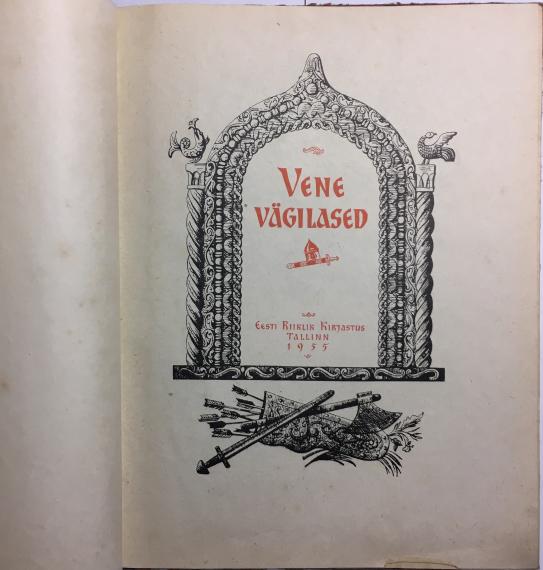 VENE
VÄGILASED
EESTI RIIKLIK KIRJASTUS
TALLINN
1955